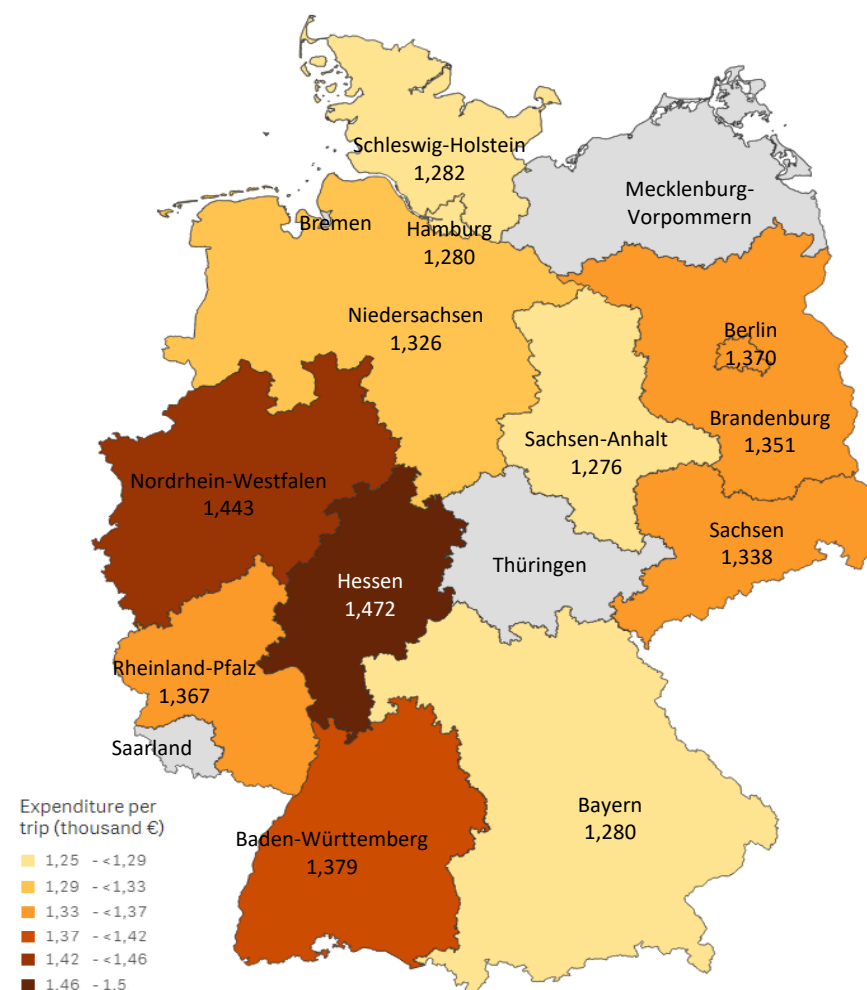 Schleswig-Holstein
1,282
Mecklenburg-
Vorpommern
Bremen
Hamburg
1,280
Niedersachsen
1,326
Berlin
1,370
Brandenburg
1,351
Sachsen-Anhalt
1,276
Nordrhein-Westfalen
1,443
Sachsen
1,338
Thüringen
Hessen
1,472
Rheinland-Pfalz
1,367
Saarland
Bayern
1,280
Baden-Württemberg
1,379
Expenditure per
trip (thousand €)
1,25 - <1,29
1,29 - <1,33
1,33 - <1,37
1,37 - <1,42
1,42 - <1,46
1,46 - 1,5